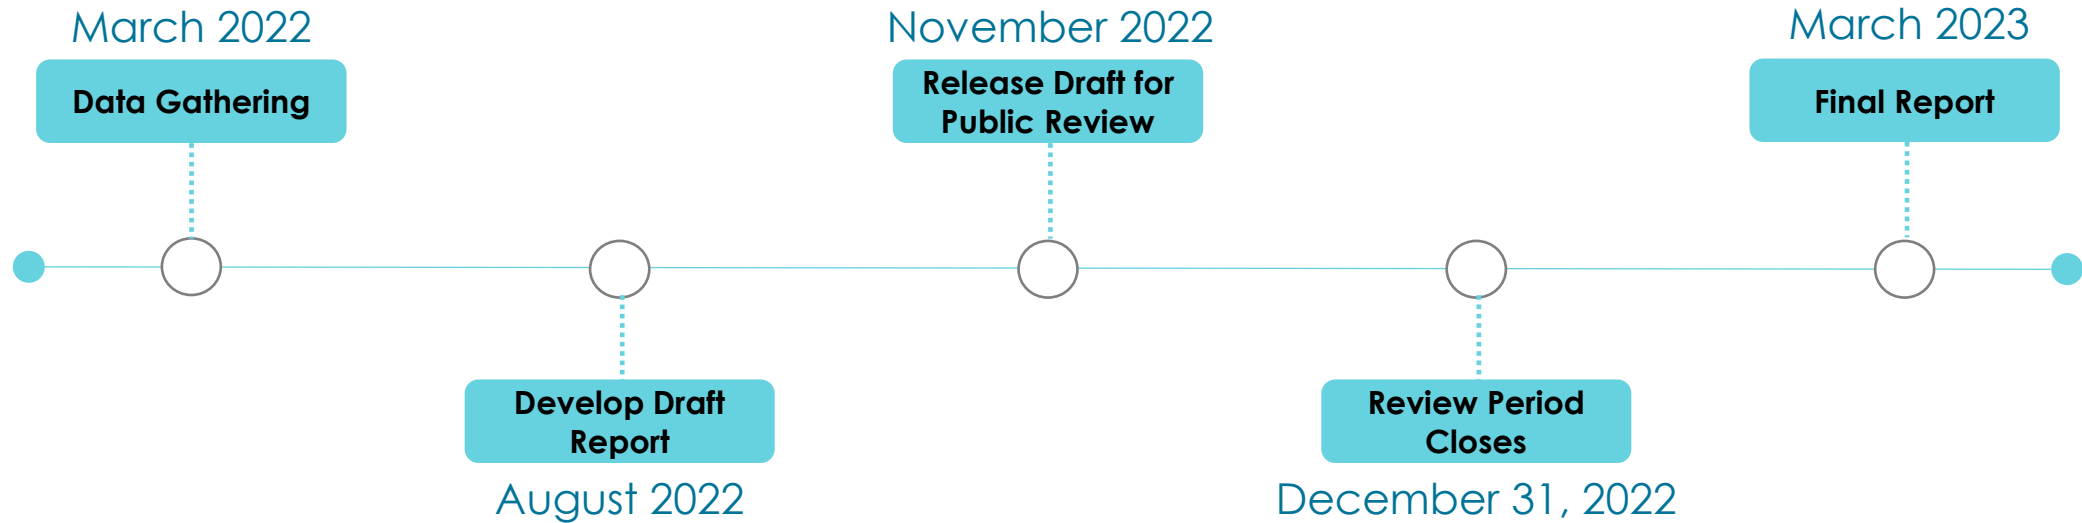 March 2022
Data Gathering
Develop Draft
Report
August 2022
November 2022
Release Draft for
Public Review
Review Period
Closes
December 31, 2022
March 2023
Final Report